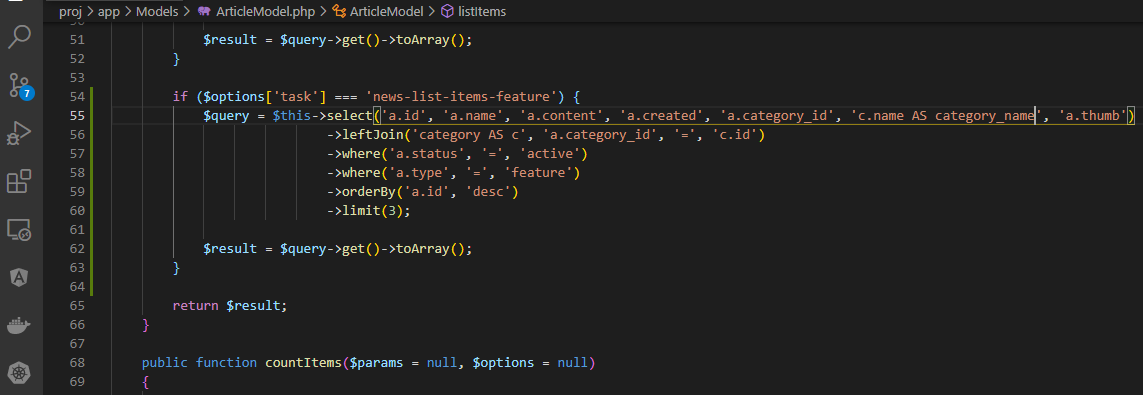 proj > app > Models > ArticleModel.php > ArticleModel > listItems
51 $result = $query->get()->toArray();
52 }
53
54 if ($options['task'] === 'news-list-items-feature') {
55 $query = $this->select('a.id', 'a.name', 'a.content', 'a.created', 'a.category_id', 'c.name AS category_name', 'a.thumb')
56 ->leftJoin('category AS c', 'a.category_id', '=', 'c.id')
57 ->where('a.status', '=', 'active')
58 ->where('a.type', '=', 'feature')
59 ->orderBy('a.id', 'desc')
60 ->limit(3);
61
62 $result = $query->get()->toArray();
63 }
64
65 return $result;
66 }
67
68 public function countItems($params = null, $options = null)
69 {
7